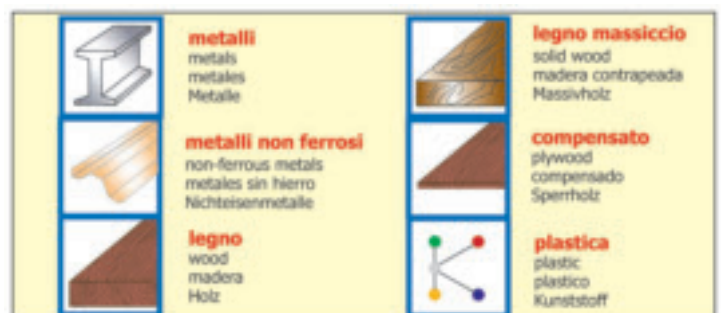 metalli
metals
metales
Metalle
metalli non ferrosi
non-ferrous metals
metales sin hierro
Nichteisenmetalle
legno
wood
madera
Holz
legno massiccio
solid wood
madera contrapeada
Massivholz
compensato
plywood
compensado
Sperrholz
plastica
plastic
plastico
Kunststoff